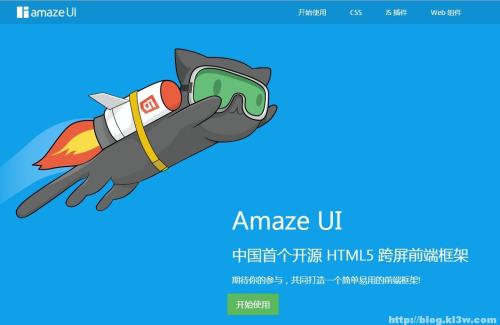 amaze UI
开始使用 CSS JS 插件 Web 组件
Amaze UI
中国首个开源 HTML5 跨屏前端框架
期待你的参与，共同打造一个简单易用的前端框架!
开始使用
http://blog.kl3w.com